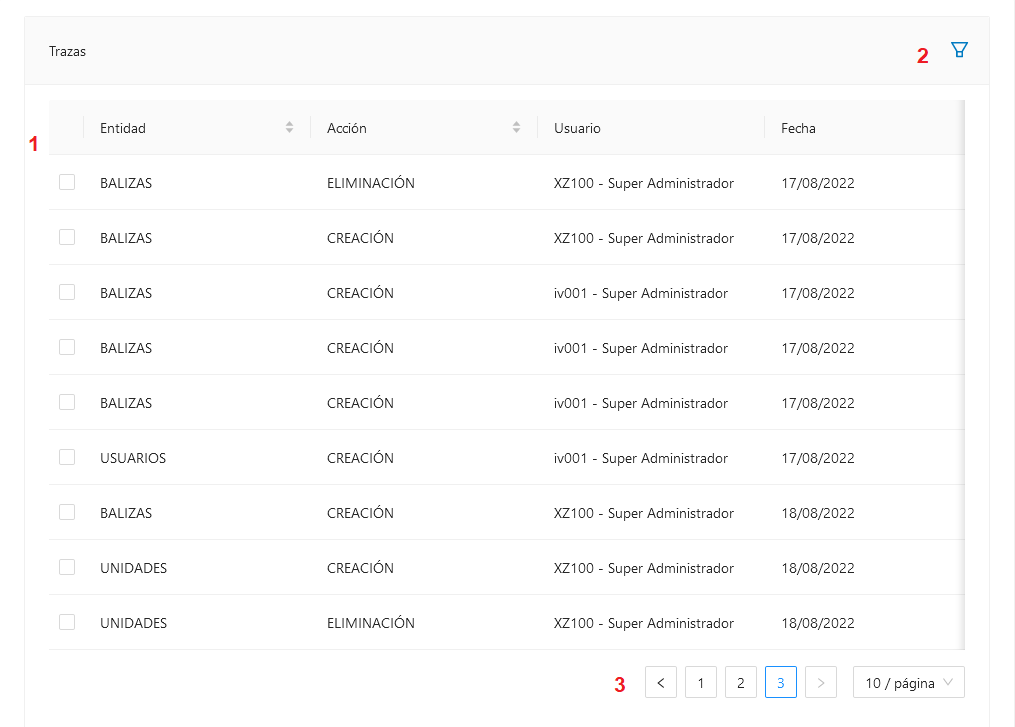 Trazas 2
1 Entidad Acción Usuario Fecha
BALIZAS ELIMINACIÓN XZ100 - Super Administrador 17/08/2022
BALIZAS CREACIÓN XZ100 - Super Administrador 17/08/2022
BALIZAS CREACIÓN iv001 - Super Administrador 17/08/2022
BALIZAS CREACIÓN iv001 - Super Administrador 17/08/2022
BALIZAS CREACIÓN iv001 - Super Administrador 17/08/2022
USUARIOS CREACIÓN iv001 - Super Administrador 17/08/2022
BALIZAS CREACIÓN XZ100 - Super Administrador 18/08/2022
UNIDADES CREACIÓN XZ100 - Super Administrador 18/08/2022
UNIDADES ELIMINACIÓN XZ100 - Super Administrador 18/08/2022
3 < 1 2 3 > 10 / página